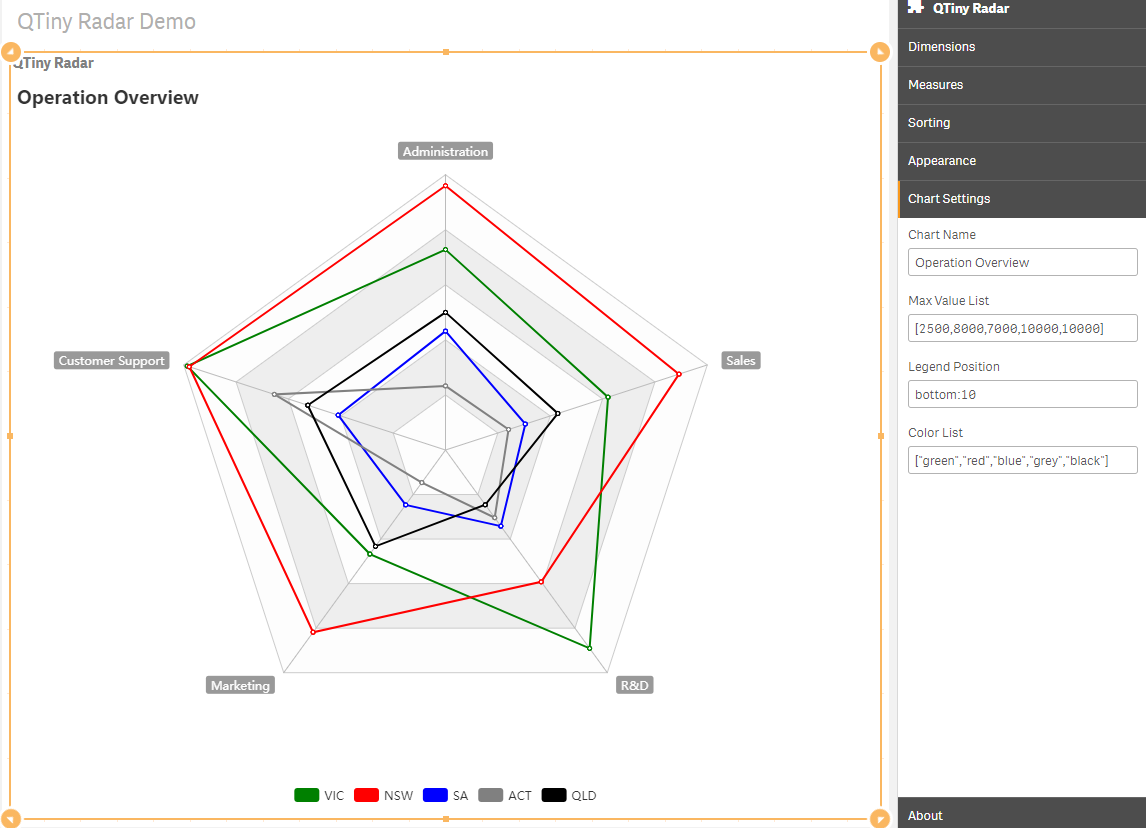 QTiny Radar Demo
QTiny Radar
Operation Overview
Administration
Customer Support
Sales
Marketing
R&D
VIC NSW SA ACT QLD
QTiny Radar
Dimensions
Measures
Sorting
Appearance
Chart Settings
Chart Name
Operation Overview
Max Value List
[2500,8000,7000,10000,10000]
Legend Position
bottom:10
Color List
["green","red","blue","grey","black"]
About